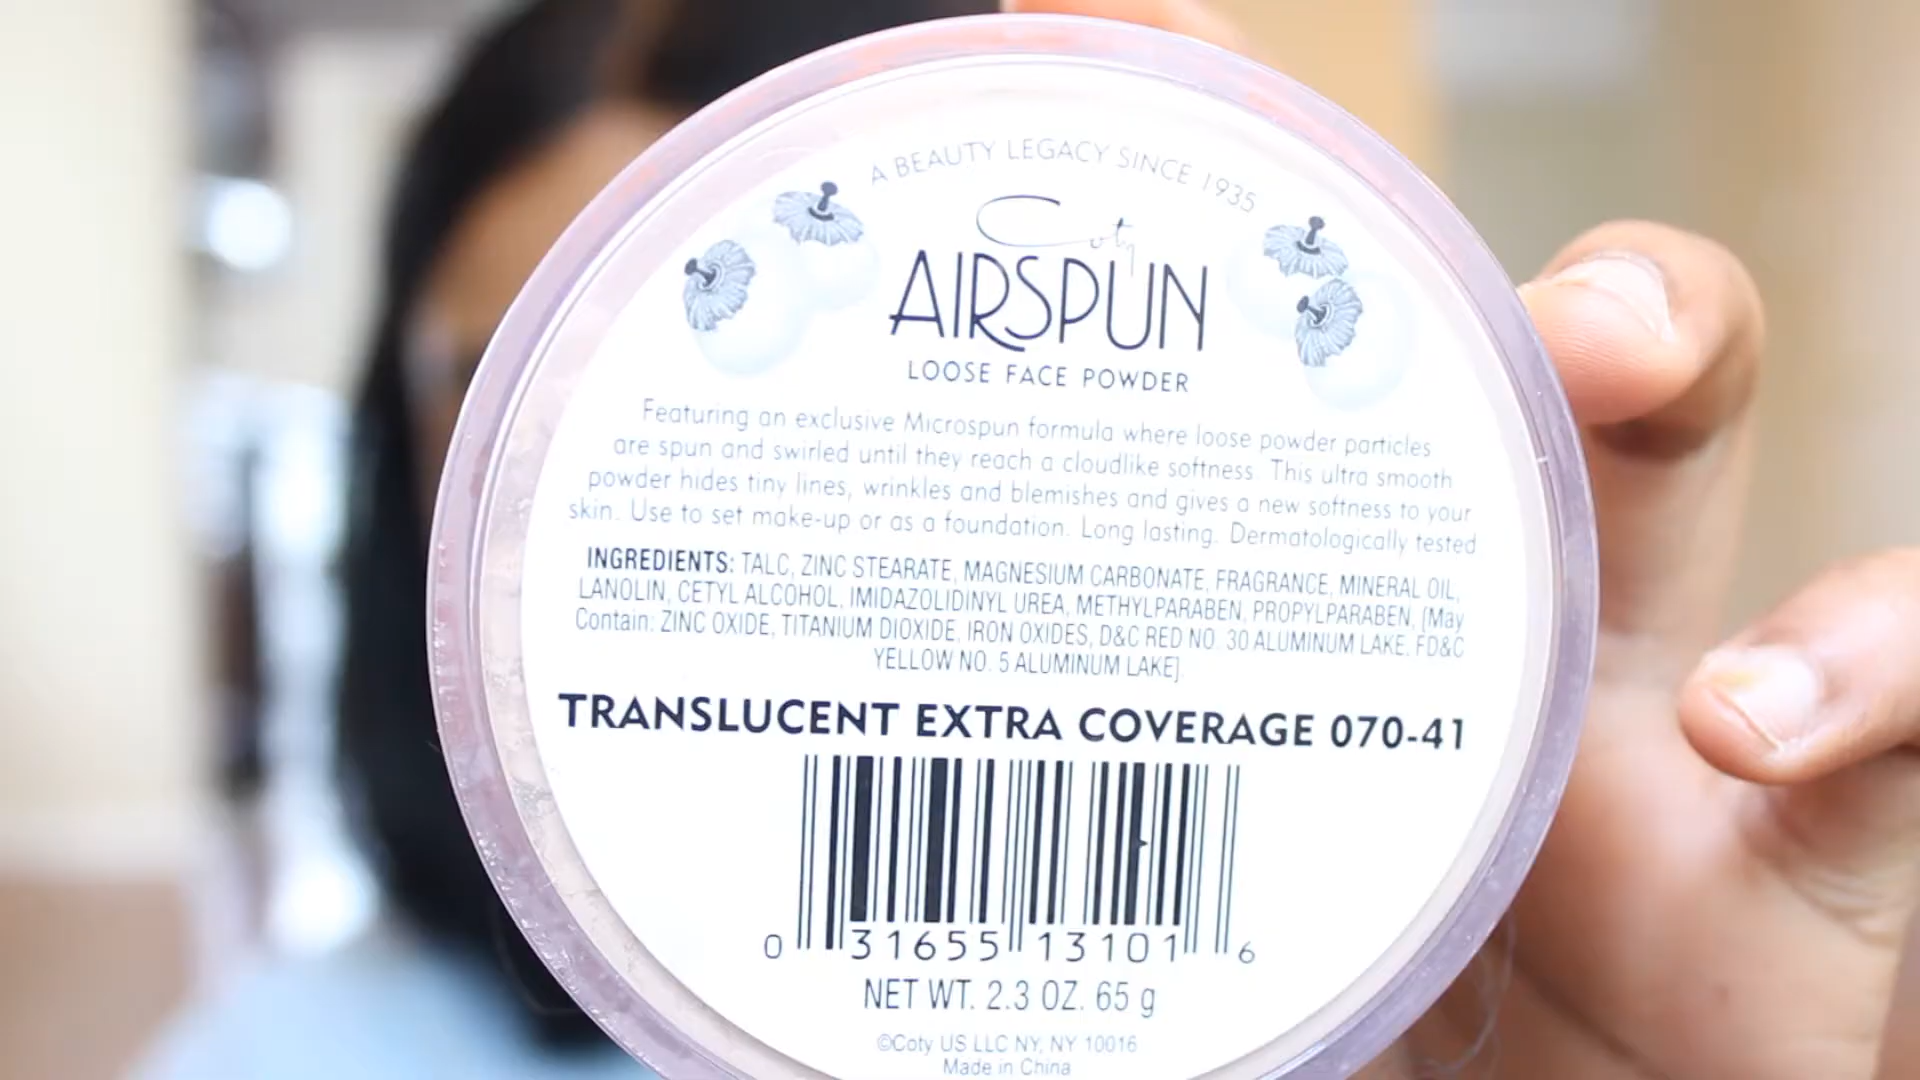 A BEAUTY LEGACY SINCE 1935
Coty
AIRSPUN
LOOSE FACE POWDER
Featuring an exclusive Microspun formula where loose powder particles
are spun and swirled until they reach a cloudlike softness. This ultra smooth
powder hides tiny lines, wrinkles and blemishes and gives a new softness to your
skin. Use to set make-up or as a foundation. Long lasting. Dermatologically tested
INGREDIENTS: TALC, ZINC STEARATE, MAGNESIUM CARBONATE, FRAGRANCE, MINERAL OIL,
LANOLIN, CETYL ALCOHOL, IMIDAZOLIDINYL UREA, METHYLPARABEN, PROPYLPARABEN, [May
Contain: ZINC OXIDE, TITANIUM DIOXIDE, IRON OXIDES, D&C RED NO. 30 ALUMINUM LAKE, FD&C
YELLOW NO. 5 ALUMINUM LAKE]
TRANSLUCENT EXTRA COVERAGE 070-41
0 31655 13101 6
NET WT. 2.3 OZ. 65 g
©Coty US LLC NY, NY 10016
Made in China